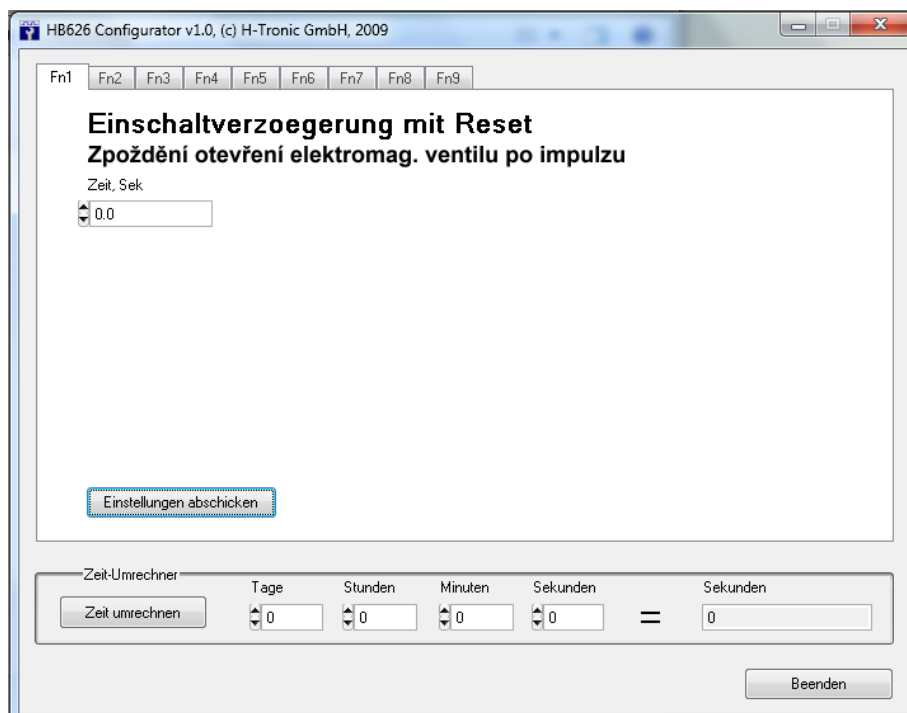 HB626 Configurator v1.0, (c) H-Tronic GmbH, 2009
Fn1 Fn2 Fn3 Fn4 Fn5 Fn6 Fn7 Fn8 Fn9
Einschaltverzoegerung mit Reset
Zpoždění otevření elektromag. ventilu po impulzu
Zeit, Sek
0.0
Einstellungen abschicken
Zeit-Umrechner
Tage Stunden Minuten Sekunden Sekunden
Zeit umrechnen 0 0 0 0 = 0
Beenden